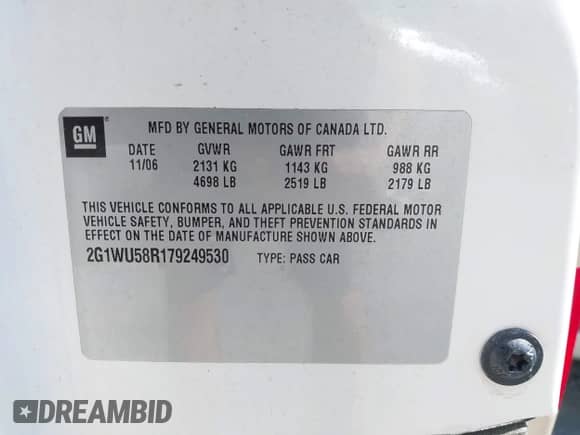 GM
MFD BY GENERAL MOTORS OF CANADA LTD.
DATE GVWR GAWR FRT GAWR RR
11/06 2131 KG 1143 KG 988 KG
4698 LB 2519 LB 2179 LB
THIS VEHICLE CONFORMS TO ALL APPLICABLE U.S. FEDERAL MOTOR
VEHICLE SAFETY, BUMPER, AND THEFT PREVENTION STANDARDS IN
EFFECT ON THE DATE OF MANUFACTURE SHOWN ABOVE.
2G1WU58R179249530 TYPE: PASS CAR
DREAMBID